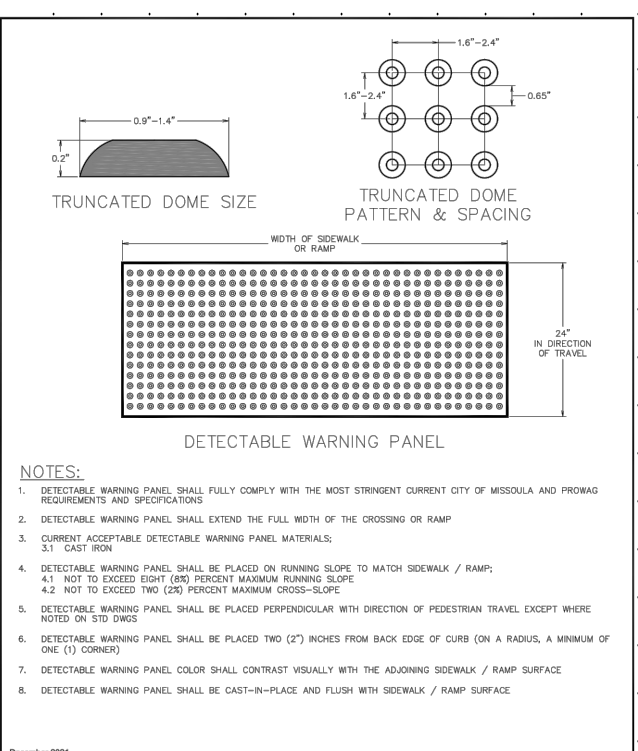 1.6"-2.4"
1.6"-2.4"
0.65"
0.9"-1.4"
0.2"
TRUNCATED DOME SIZE
TRUNCATED DOME
PATTERN & SPACING
WIDTH OF SIDEWALK
OR RAMP
24"
IN DIRECTION
OF TRAVEL
DETECTABLE WARNING PANEL
NOTES:
1. DETECTABLE WARNING PANEL SHALL FULLY COMPLY WITH THE MOST STRINGENT CURRENT CITY OF MISSOULA AND PROWAG
REQUIREMENTS AND SPECIFICATIONS
2. DETECTABLE WARNING PANEL SHALL EXTEND THE FULL WIDTH OF THE CROSSING OR RAMP
3. CURRENT ACCEPTABLE DETECTABLE WARNING PANEL MATERIALS;
3.1 CAST IRON
4. DETECTABLE WARNING PANEL SHALL BE PLACED ON RUNNING SLOPE TO MATCH SIDEWALK / RAMP;
4.1 NOT TO EXCEED EIGHT (8%) PERCENT MAXIMUM RUNNING SLOPE
4.2 NOT TO EXCEED TWO (2%) PERCENT MAXIMUM CROSS-SLOPE
5. DETECTABLE WARNING PANEL SHALL BE PLACED PERPENDICULAR WITH DIRECTION OF PEDESTRIAN TRAVEL EXCEPT WHERE
NOTED ON STD DWGS
6. DETECTABLE WARNING PANEL SHALL BE PLACED TWO (2") INCHES FROM BACK EDGE OF CURB (ON A RADIUS, A MINIMUM OF
ONE (1) CORNER)
7. DETECTABLE WARNING PANEL COLOR SHALL CONTRAST VISUALLY WITH THE ADJOINING SIDEWALK / RAMP SURFACE
8. DETECTABLE WARNING PANEL SHALL BE CAST-IN-PLACE AND FLUSH WITH SIDEWALK / RAMP SURFACE